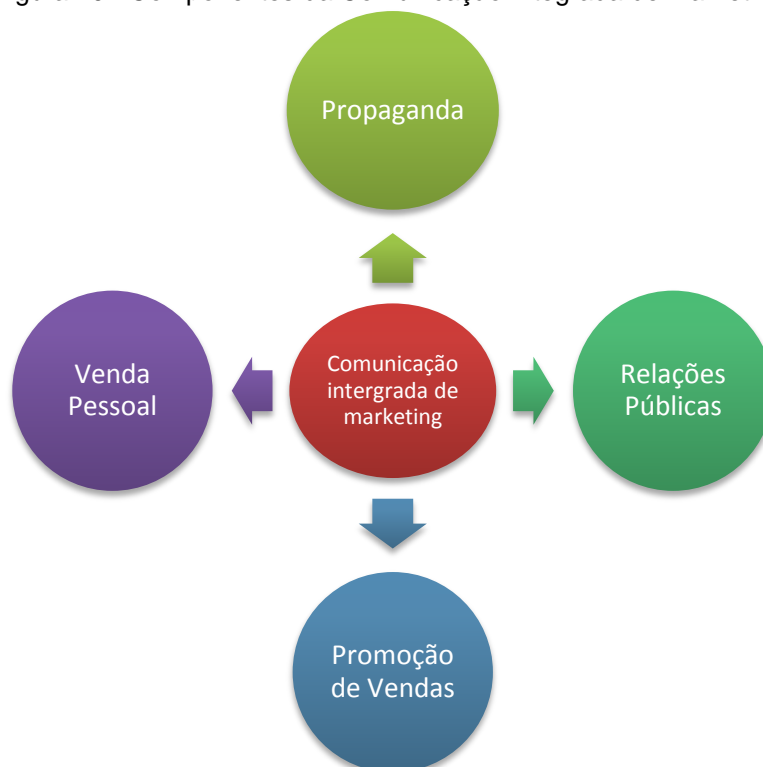 Propaganda
Venda
Pessoal
Comunicação
intergrada de
marketing
Relações
Públicas
Promoção
de Vendas